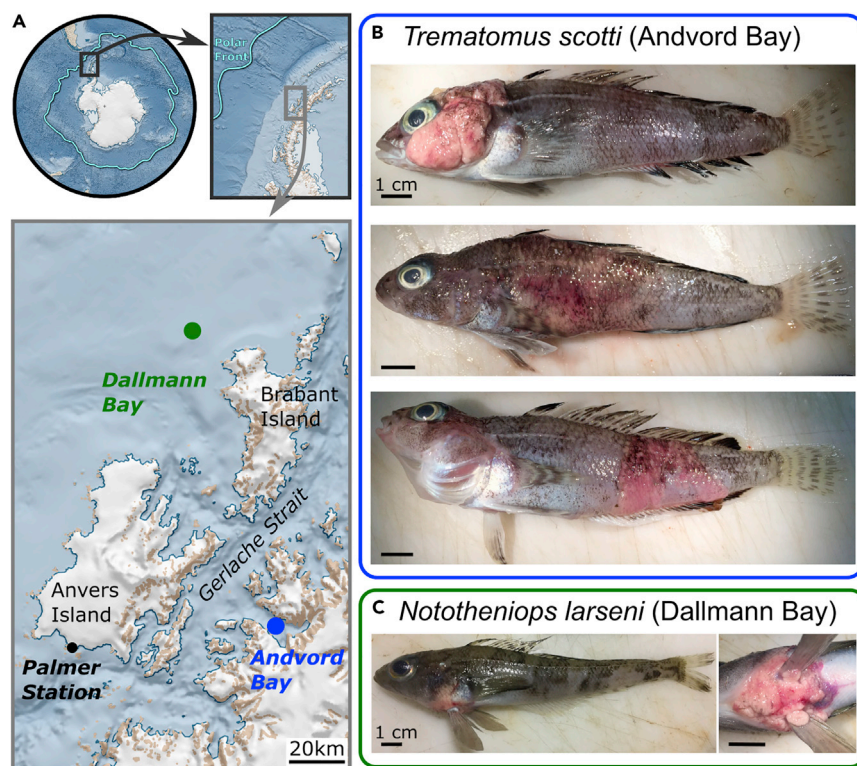 A
Polar
Front
Dallmann
Bay
Brabant
Island
Gerlache Strait
Anvers
Island
Palmer
Station
Andvord
Bay
20km
B
Trematomus scotti (Andvord Bay)
1 cm
C
Nototheniops larseni (Dallmann Bay)
1 cm